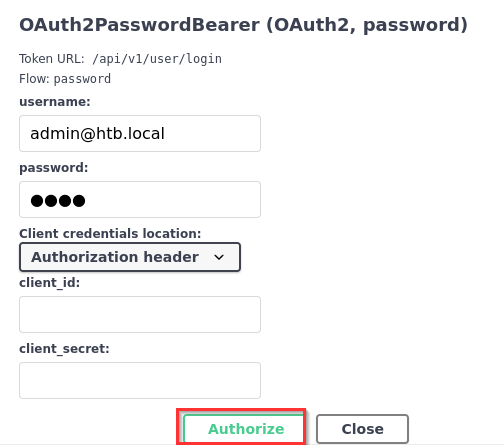 OAuth2PasswordBearer (OAuth2, password)
Token URL: /api/v1/user/login
Flow: password
username:
admin@htb.local
password:
●●●●
Client credentials location:
Authorization header
client_id:
client_secret:
Authorize Close